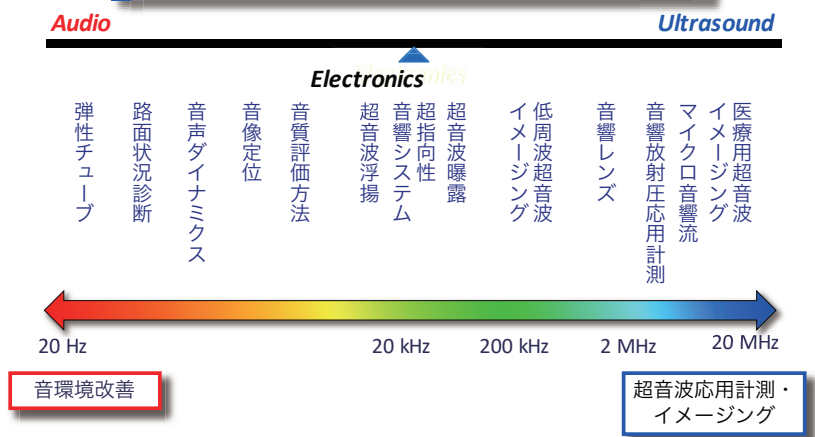 Audio
Ultrasound
Electronics
弾性チューブ
路面状況診断
音声ダイナミクス
音像定位
音質評価方法
超音波浮揚
超指向性
音響システム
超音波曝露
低周波超音波
イメージング
音響レンズ
音響放射圧応用計測
マイクロ音響流
医療用超音波
イメージング
20 Hz
20 kHz
200 kHz
2 MHz
20 MHz
音環境改善
超音波応用計測・
イメージング